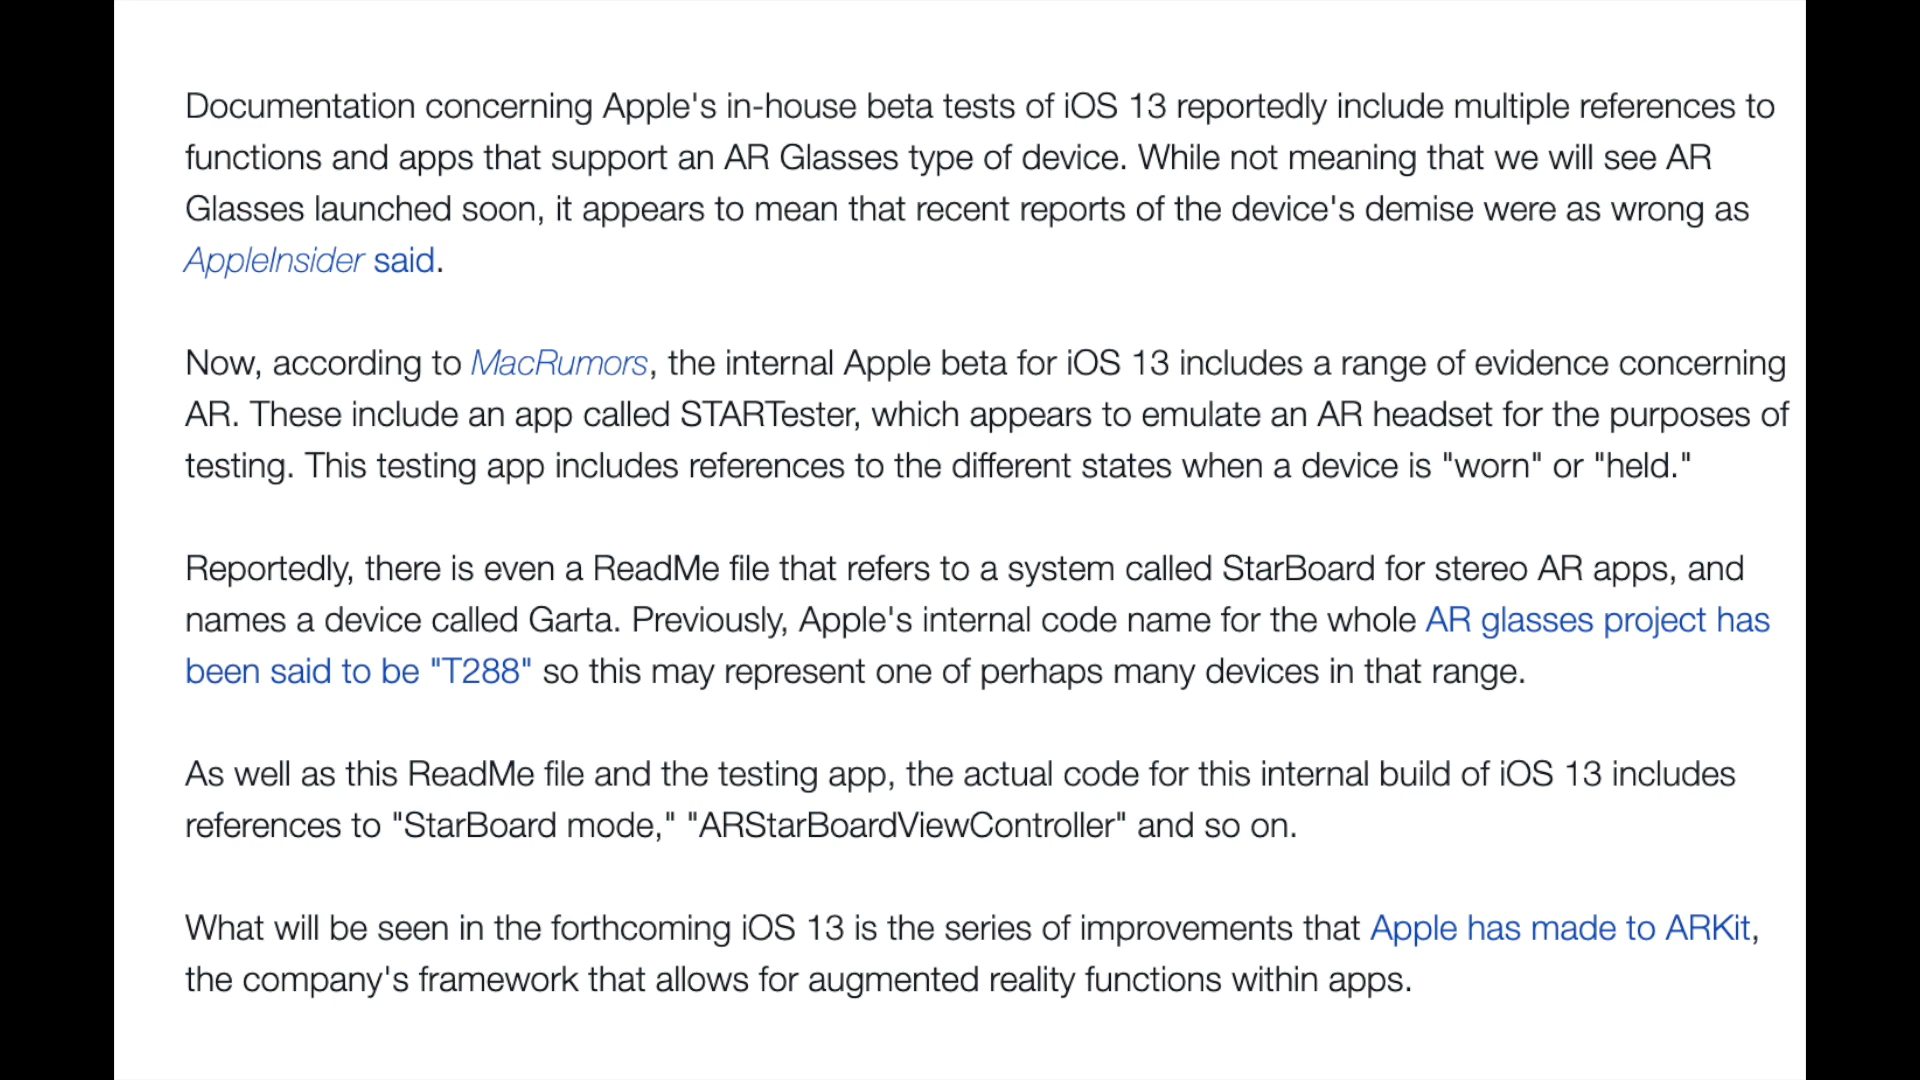 Documentation concerning Apple's in-house beta tests of iOS 13 reportedly include multiple references to
functions and apps that support an AR Glasses type of device. While not meaning that we will see AR
Glasses launched soon, it appears to mean that recent reports of the device's demise were as wrong as
AppleInsider said.
Now, according to MacRumors, the internal Apple beta for iOS 13 includes a range of evidence concerning
AR. These include an app called STARTester, which appears to emulate an AR headset for the purposes of
testing. This testing app includes references to the different states when a device is "worn" or "held."
Reportedly, there is even a ReadMe file that refers to a system called StarBoard for stereo AR apps, and
names a device called Garta. Previously, Apple's internal code name for the whole AR glasses project has
been said to be "T288" so this may represent one of perhaps many devices in that range.
As well as this ReadMe file and the testing app, the actual code for this internal build of iOS 13 includes
references to "StarBoard mode," "ARStarBoardViewController" and so on.
What will be seen in the forthcoming iOS 13 is the series of improvements that Apple has made to ARKit,
the company's framework that allows for augmented reality functions within apps.